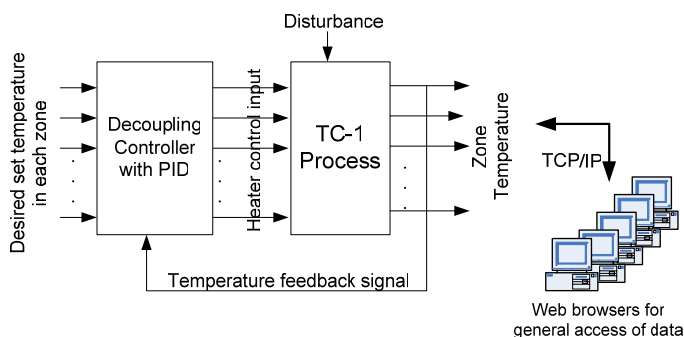 Disturbance
Desired set temperature
in each zone
Decoupling
Controller
with PID
Heater control input
TC-1
Process
Zone
Temperature
TCP/IP
Temperature feedback signal
Web browsers for
general access of data